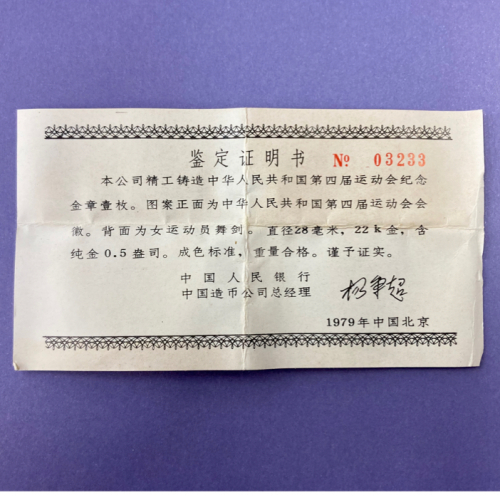 鉴定证明书 № 03233
本公司精工铸造中华人民共和国第四届运动会纪念
金章壹枚。图案正面为中华人民共和国第四届运动会会
徽。背面为女运动员舞剑。直径28毫米，22k金，含
纯金0.5盎司。成色标准，重量合格。谨予证实。
中国人民银行
中国造币公司总经理 杨秉超
1979年中国北京